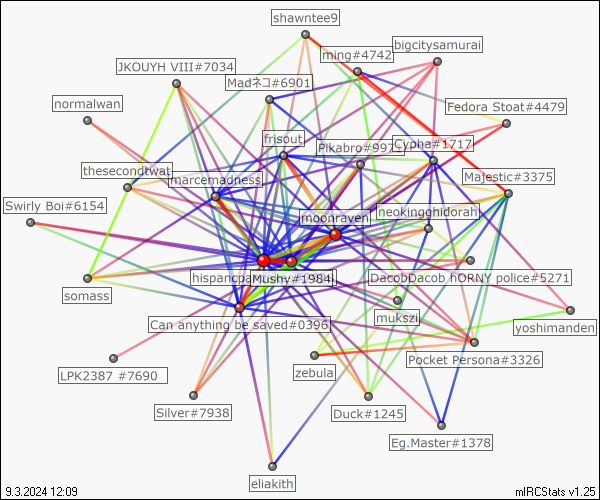 shawntee9
ming#4742
bigcitysamurai
JKOUYH VIII#7034
Madネコ#6901
normalwan
Fedora Stoat#4479
frisout
Pikabro#997
Cypha#1717
thesecondtwat
marcemadness
Majestic#3375
Swirly Boi#6154
moonraven
neokingghidorah
hispancpa
Mushy#1984
DacobDacob hORNY police#5271
somass
mukszi
Can anything be saved#0396
yoshimanden
Pocket Persona#3326
LPK2387 #7690
zebula
Silver#7938
Duck#1245
Eg.Master#1378
eliakith
9.3.2024 12:09
mIRCStats v1.25